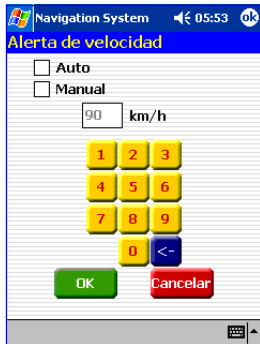 Navigation System 05:53 ok
Alerta de velocidad
Auto
Manual
90 km/h
1 2 3
4 5 6
7 8 9
0 <-
OK Cancelar